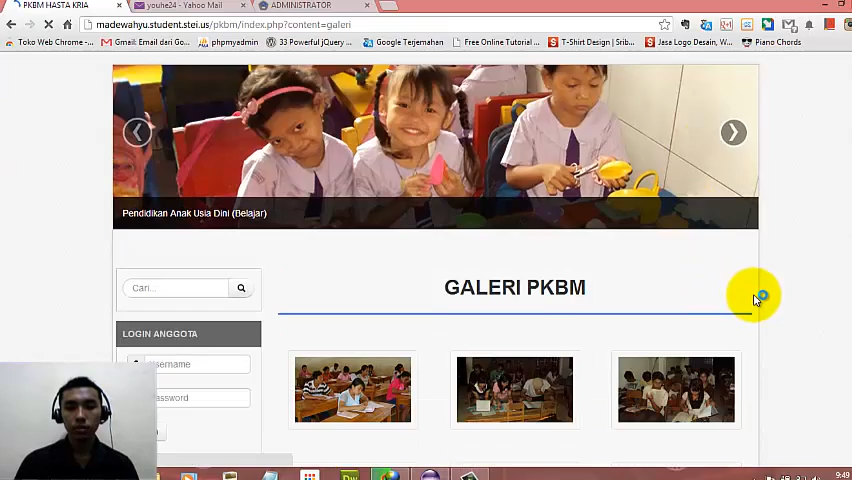 PKBM HASTA KRIA
youhe24 - Yahoo Mail
ADMINISTRATOR
madewahyu.student.stei.us/pkbm/index.php?content=galeri
Toko Web Chrome -...
Gmail: Email dari Go...
phpmyadmin
33 Powerful jQuery ...
Google Terjemahan
Free Online Tutorial ...
T-Shirt Design | Srib...
Jasa Logo Desain, W...
Piano Chords
Pendidikan Anak Usia Dini (Belajar)
Cari...
GALERI PKBM
LOGIN ANGGOTA
sername
assword
9:49